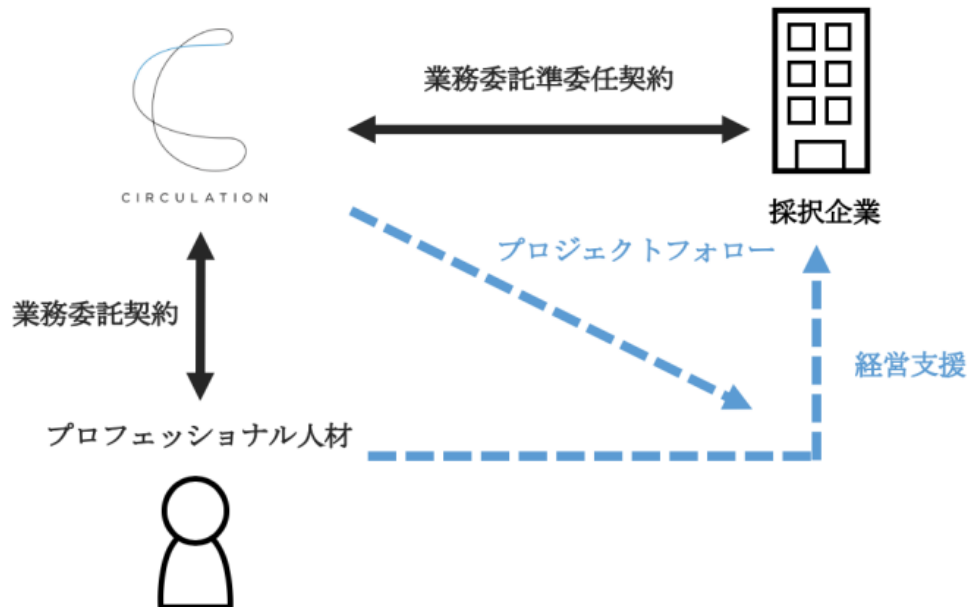 業務委託準委任契約
CIRCULATION
採択企業
プロジェクトフォロー
業務委託契約
経営支援
プロフェッショナル人材